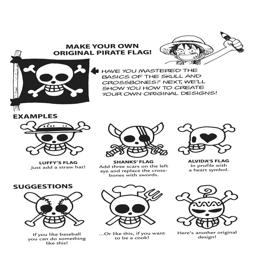 MAKE YOUR OWN
ORIGINAL PIRATE FLAG!
HAVE YOU MASTERED THE
BASICS OF THE SKULL AND
CROSSBONES? NEXT, WE'LL
SHOW YOU HOW TO CREATE
YOUR OWN ORIGINAL DESIGNS!
EXAMPLES
LUFFY'S FLAG
Just add a straw hat!
SHANKS' FLAG
Add three scars on the left
eye and replace the cross-
bones with swords.
ALVIDA'S FLAG
In profile with
a heart symbol.
SUGGESTIONS
If you like baseball
you can do something
like this!
...Or like this, if you want
to be a cook!
Here's another original
design!